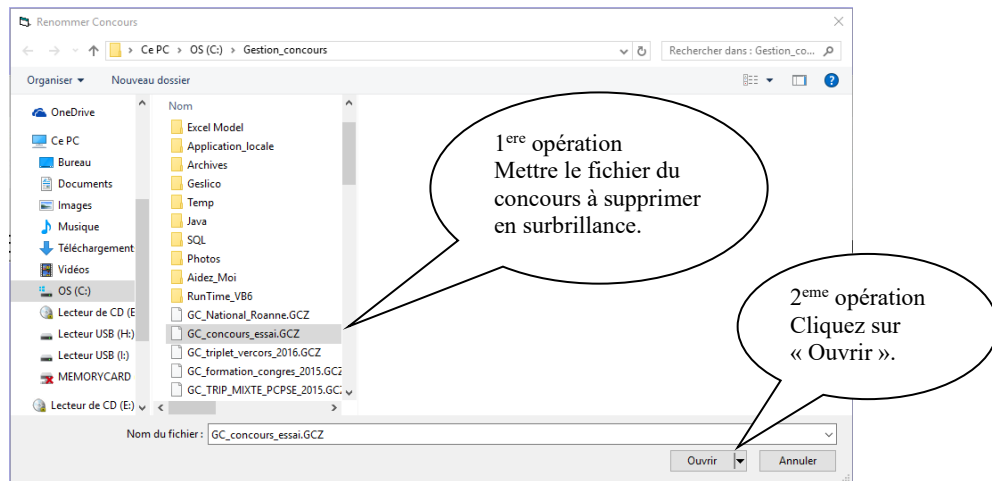 Renommer Concours
Ce PC > OS (C:) > Gestion_concours
Rechercher dans : Gestion_co...
Organiser
Nouveau dossier
OneDrive
Ce PC
Bureau
Documents
Images
Musique
Téléchargement
Vidéos
OS (C:)
Lecteur de CD (E
Lecteur USB (H:)
Lecteur USB (I:)
MEMORYCARD
Lecteur de CD (E:)
Nom
Excel Model
Application_locale
Archives
Geslico
Temp
Java
SQL
Photos
Aidez_Moi
RunTime_VB6
GC_National_Roanne.GCZ
GC_concours_essai.GCZ
GC_triplet_vercors_2016.GCZ
GC_formation_congres_2015.GCZ
GC_TRIP_MIXTE_PCPSE_2015.GCZ
1ere opération
Mettre le fichier du
concours à supprimer
en surbrillance.
2eme opération
Cliquez sur
« Ouvrir ».
Nom du fichier : GC_concours_essai.GCZ
Ouvrir
Annuler